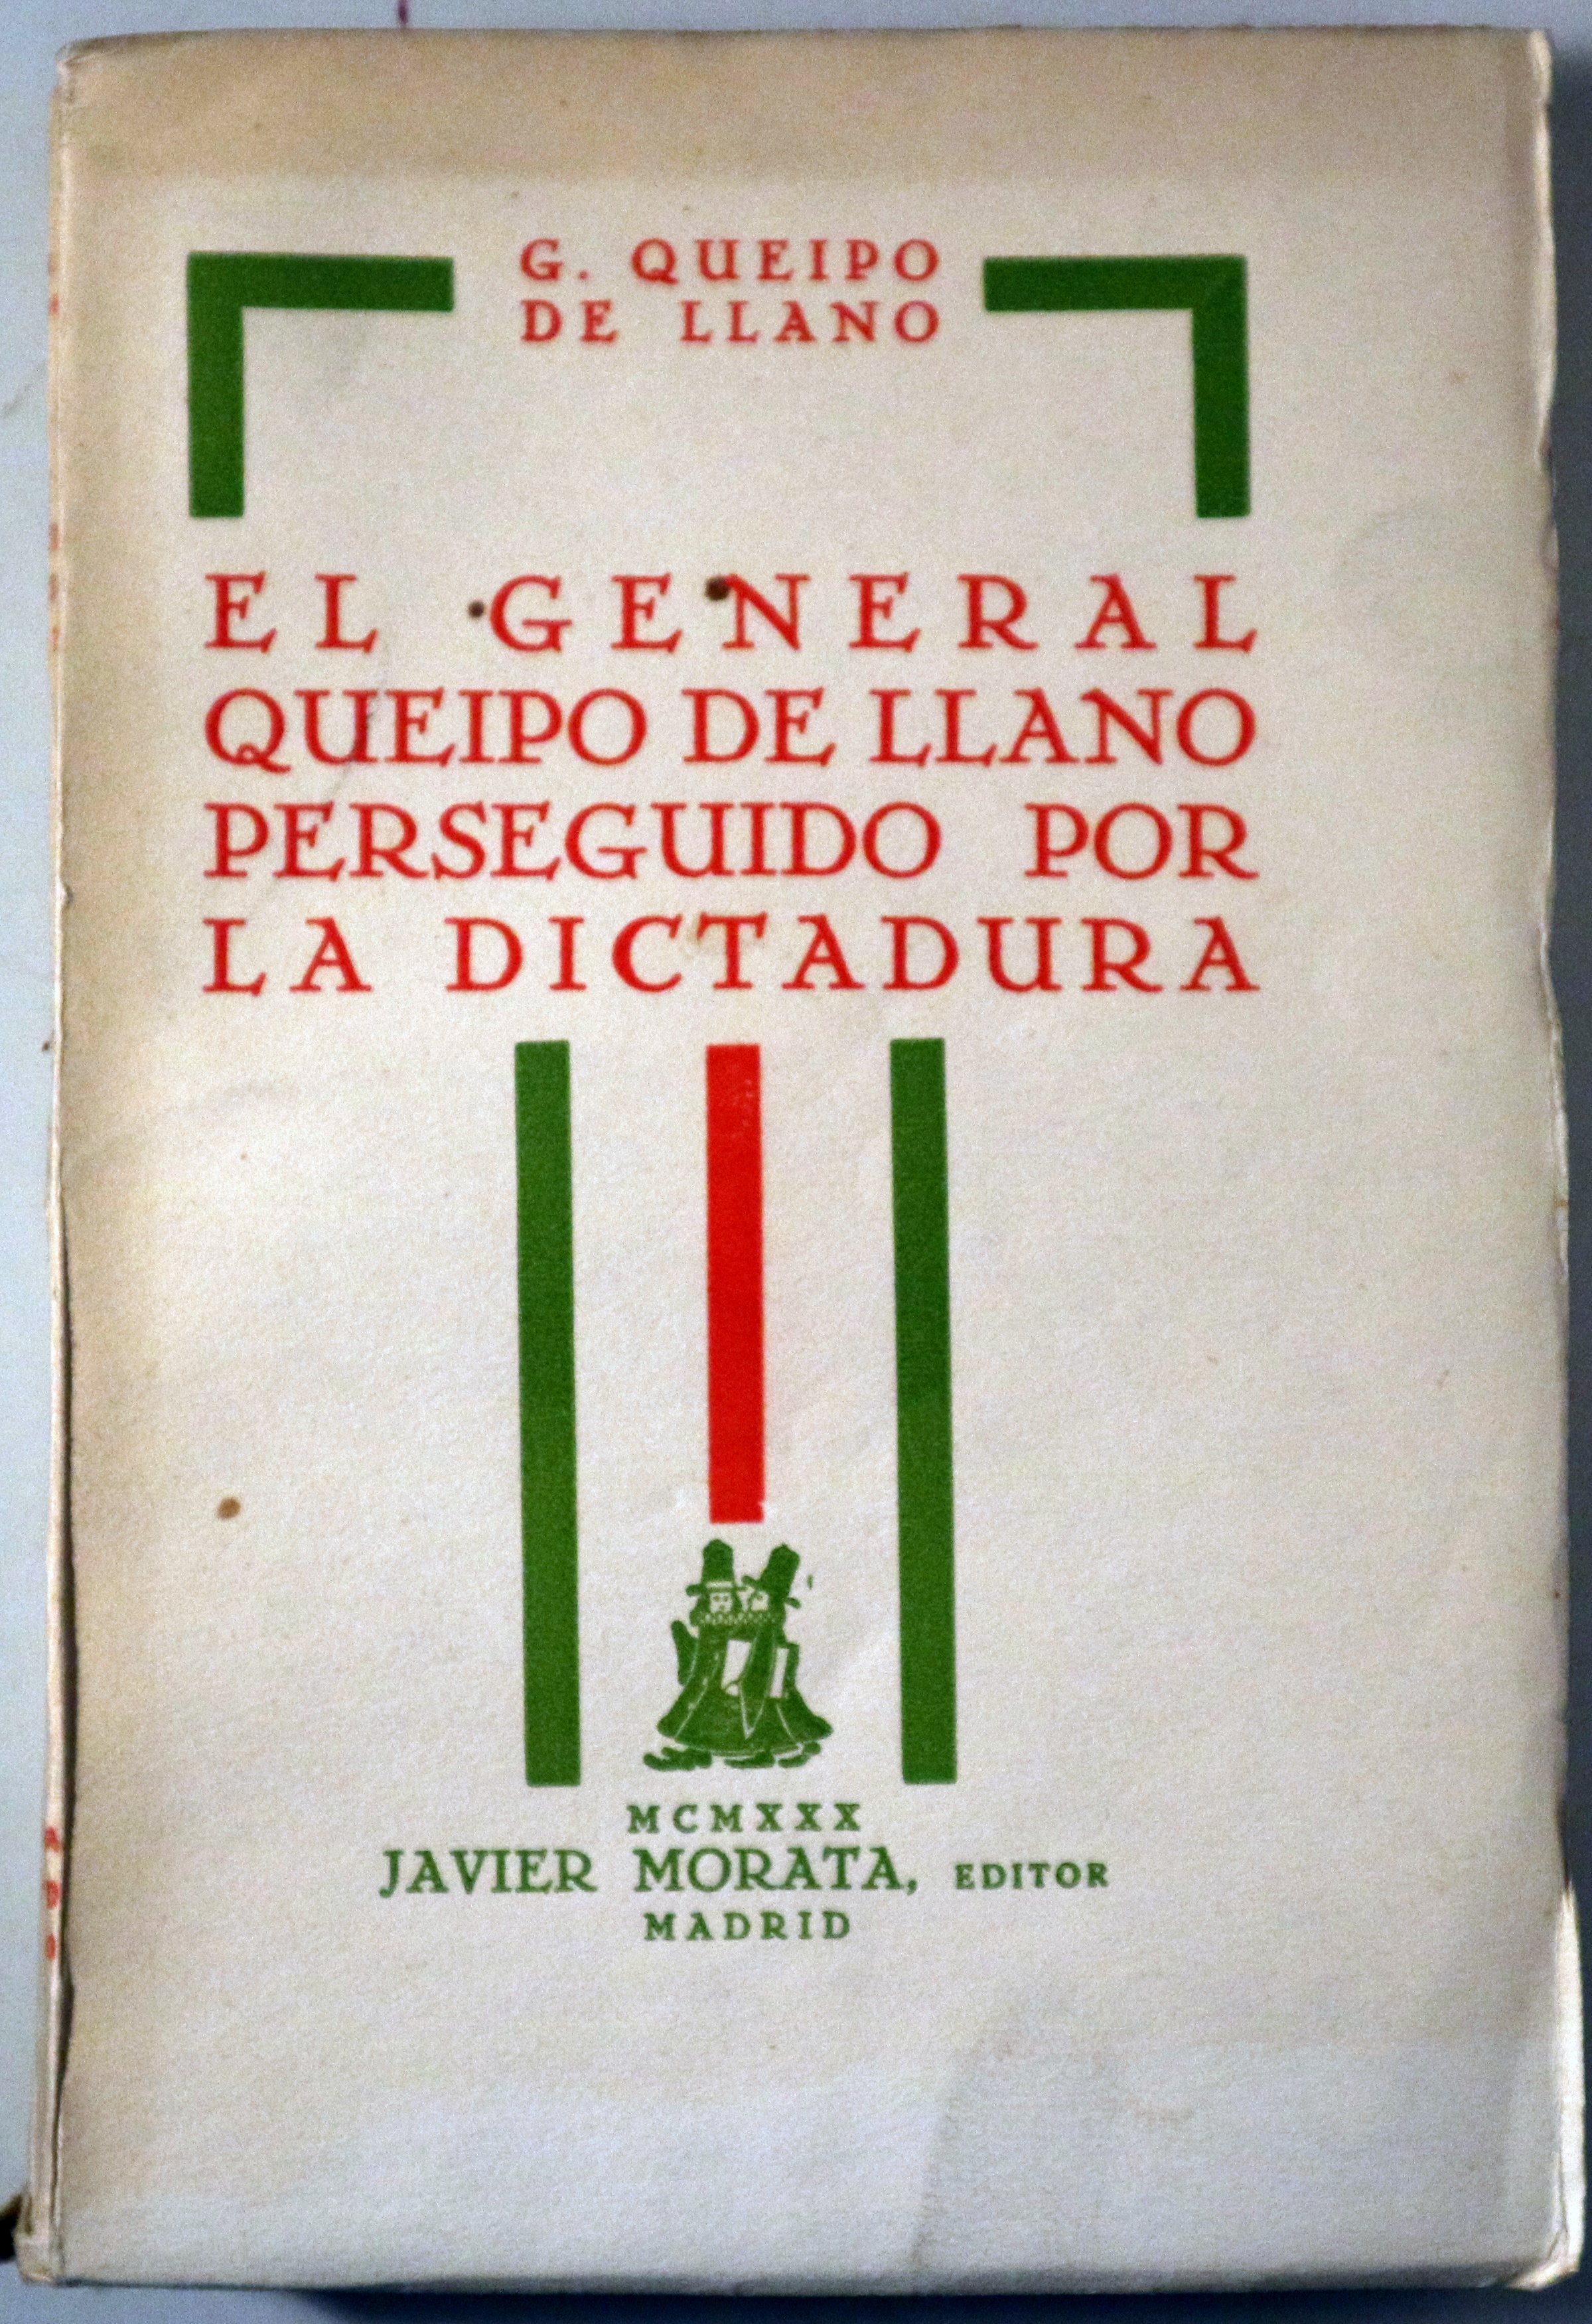 G. QUEIPO
DE LLANO
EL GENERAL
QUEIPO DE LLANO
PERSEGUIDO POR
LA DICTADURA
MCMXXX
JAVIER MORATA, EDITOR
MADRID